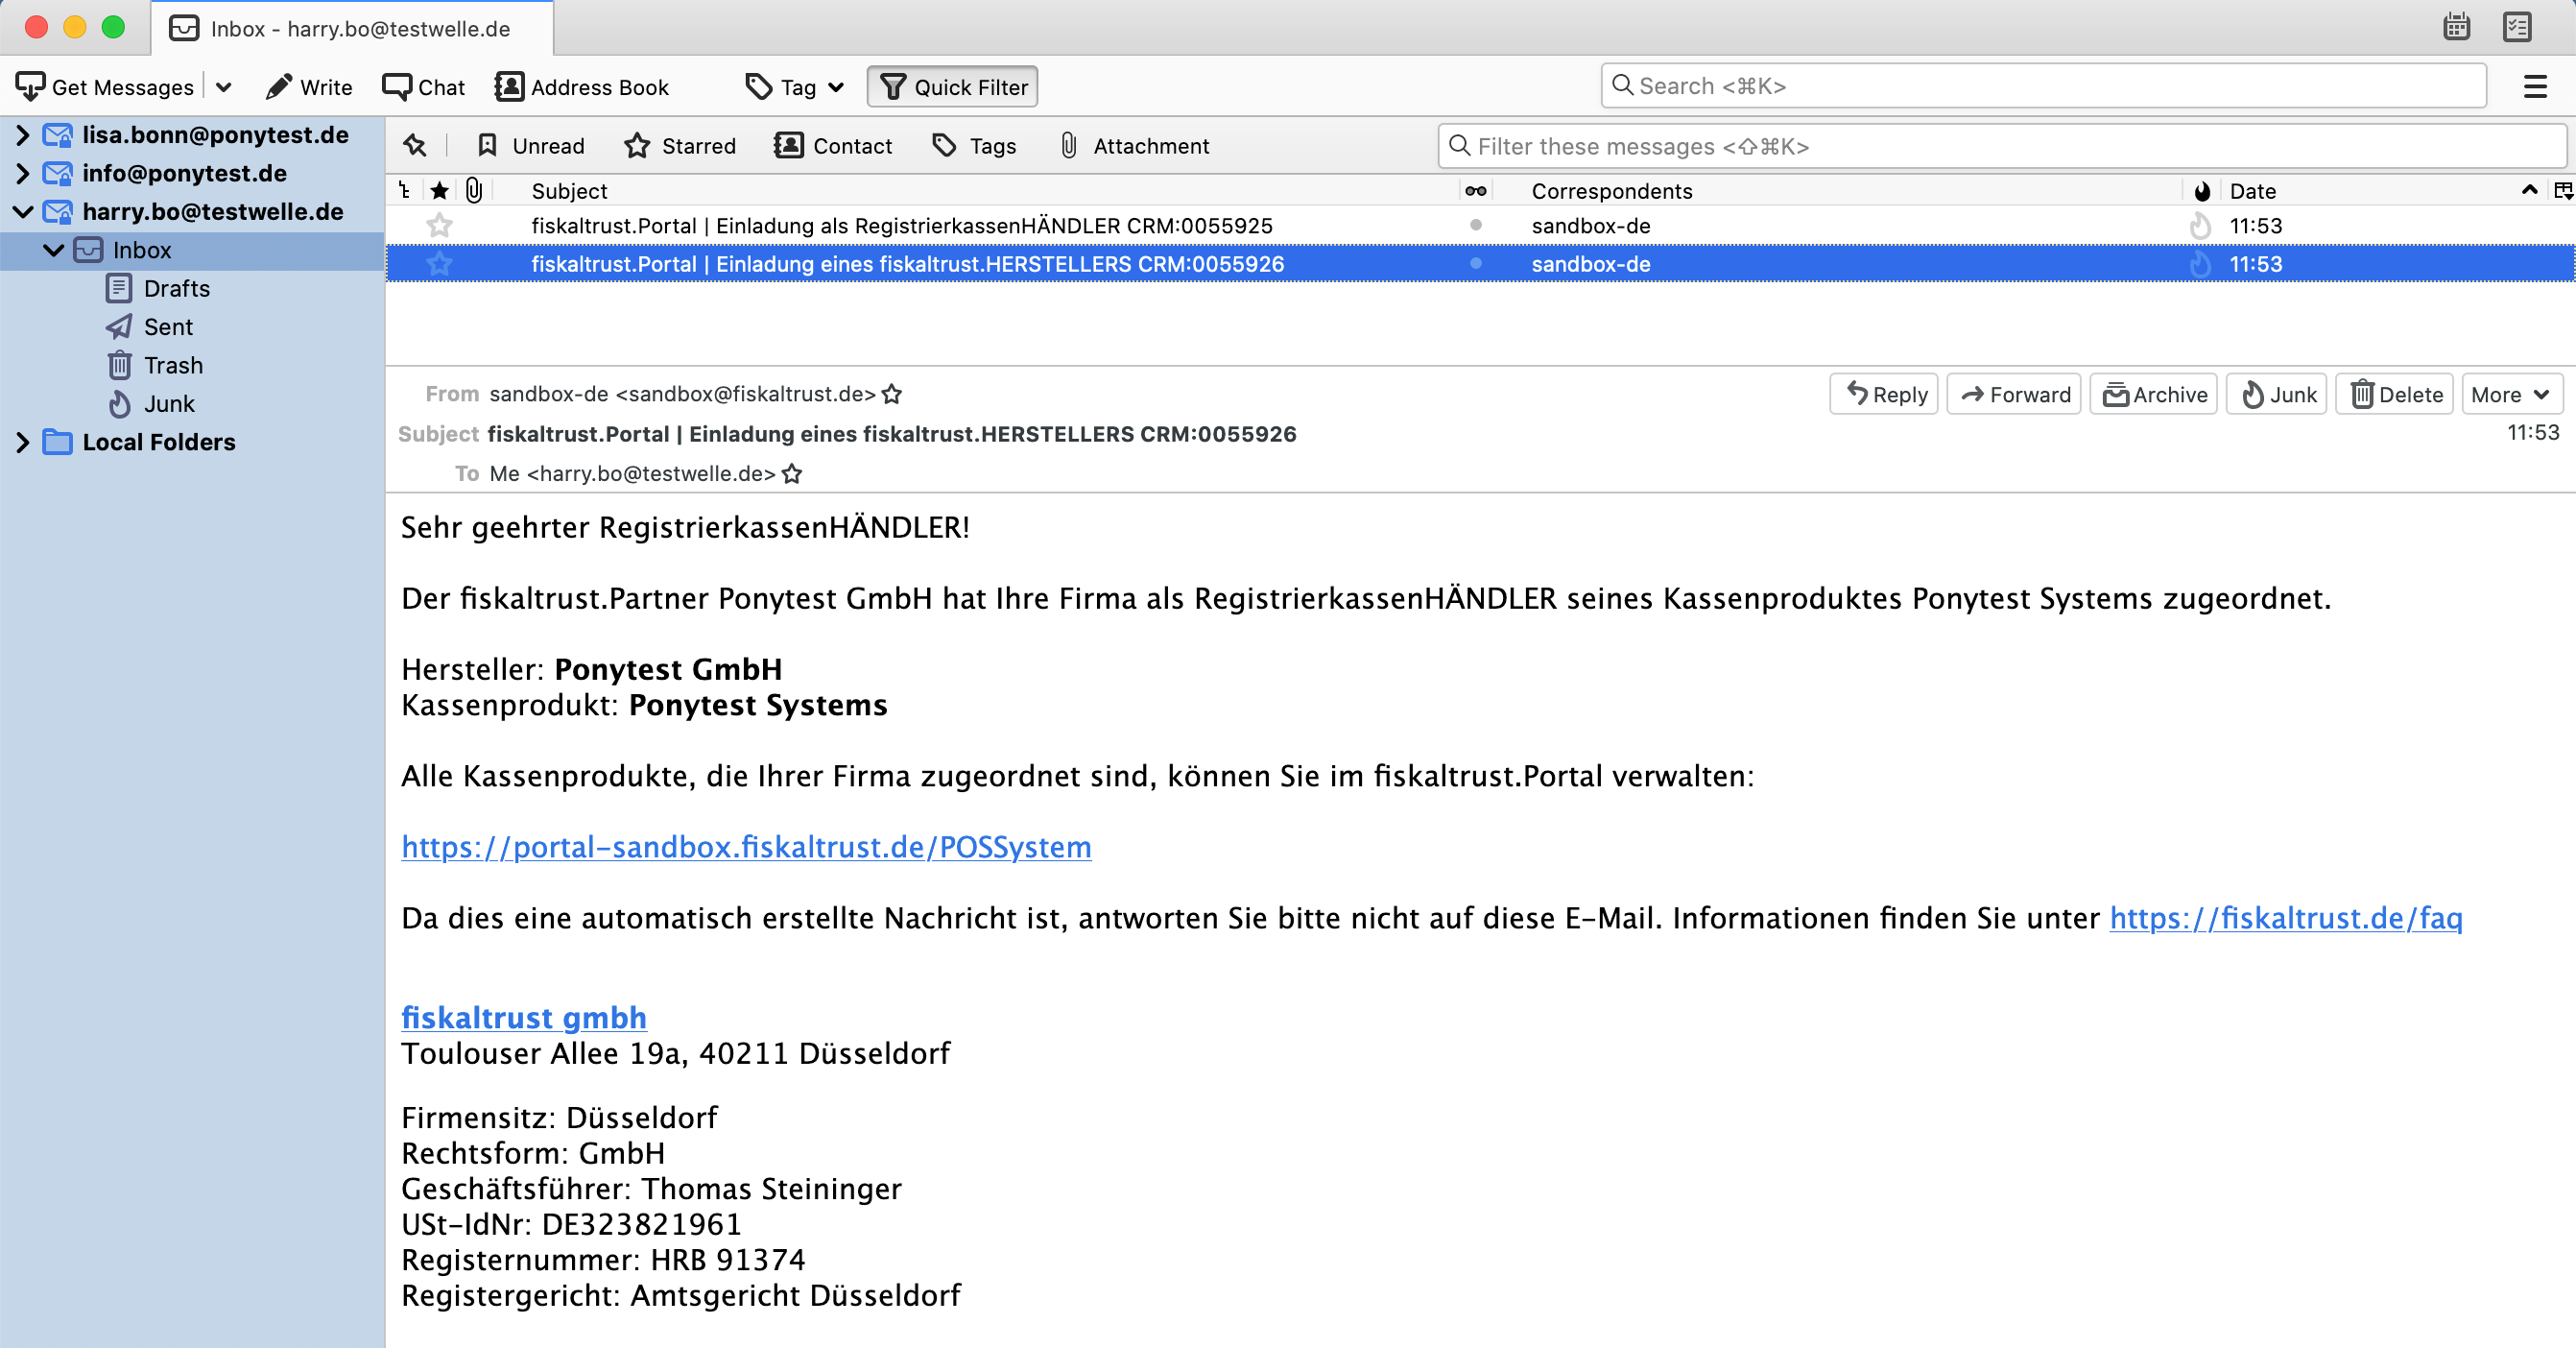 Inbox - harry.bo@testwelle.de
Get Messages Write Chat Address Book Tag Quick Filter Search <⌘K>
lisa.bonn@ponytest.de
info@ponytest.de
harry.bo@testwelle.de
Inbox
Drafts
Sent
Trash
Junk
Local Folders
Unread Starred Contact Tags Attachment Filter these messages <⇧⌘K>
Subject Correspondents Date
fiskaltrust.Portal | Einladung als RegistrierkassenHÄNDLER CRM:0055925 sandbox-de 11:53
fiskaltrust.Portal | Einladung eines fiskaltrust.HERSTELLERS CRM:0055926 sandbox-de 11:53
From sandbox-de <sandbox@fiskaltrust.de> Reply Forward Archive Junk Delete More
Subject fiskaltrust.Portal | Einladung eines fiskaltrust.HERSTELLERS CRM:0055926 11:53
To Me <harry.bo@testwelle.de>
Sehr geehrter RegistrierkassenHÄNDLER!
Der fiskaltrust.Partner Ponytest GmbH hat Ihre Firma als RegistrierkassenHÄNDLER seines Kassenproduktes Ponytest Systems zugeordnet.
Hersteller: Ponytest GmbH
Kassenprodukt: Ponytest Systems
Alle Kassenprodukte, die Ihrer Firma zugeordnet sind, können Sie im fiskaltrust.Portal verwalten:
https://portal-sandbox.fiskaltrust.de/POSSystem
Da dies eine automatisch erstellte Nachricht ist, antworten Sie bitte nicht auf diese E-Mail. Informationen finden Sie unter https://fiskaltrust.de/faq
fiskaltrust gmbh
Toulouser Allee 19a, 40211 Düsseldorf
Firmensitz: Düsseldorf
Rechtsform: GmbH
Geschäftsführer: Thomas Steininger
USt-IdNr: DE323821961
Registernummer: HRB 91374
Registergericht: Amtsgericht Düsseldorf